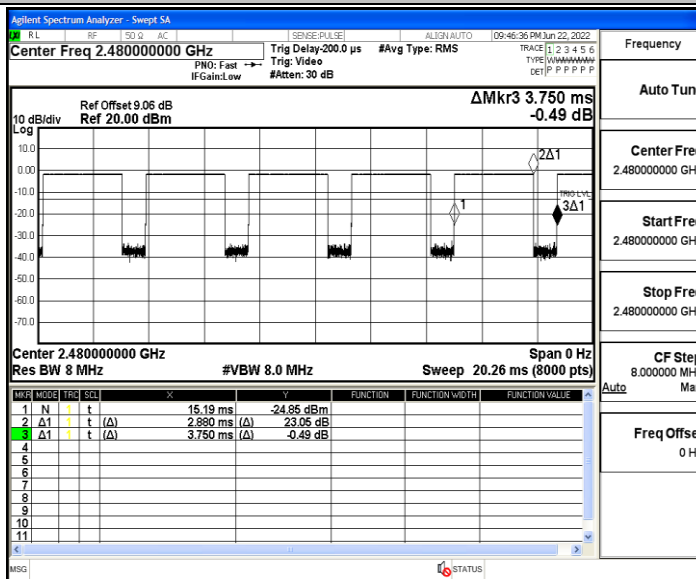 Agilent Spectrum Analyzer - Swept SA
LXI RL RF 50 Ω AC SENSE:PULSE ALIGN AUTO 09:46:36 PM Jun 22, 2022
Center Freq 2.480000000 GHz Trig Delay-200.0 µs #Avg Type: RMS TRACE 1 2 3 4 5 6
PNO: Fast Trig: Video TYPE WWWWWW
IFGain:Low #Atten: 30 dB DET P P P P P P
ΔMkr3 3.750 ms
-0.49 dB
Ref Offset 9.06 dB
10 dB/div Ref 20.00 dBm
Log
10.0
0.00
-10.0
-20.0
-30.0
-40.0
-50.0
-60.0
-70.0
2Δ1
TRIG LVL
1
3Δ1
Center 2.480000000 GHz Span 0 Hz
Res BW 8 MHz #VBW 8.0 MHz Sweep 20.26 ms (8000 pts)
MKR MODE TRC SCL X Y FUNCTION FUNCTION WIDTH FUNCTION VALUE
1 N 1 t 15.19 ms -24.85 dBm
2 Δ1 1 t (Δ) 2.880 ms (Δ) 23.05 dB
3 Δ1 1 t (Δ) 3.750 ms (Δ) -0.49 dB
4
5
6
7
8
9
10
11
MSG STATUS
Frequency
Auto Tun
Center Fre
2.480000000 GH
Start Fre
2.480000000 GH
Stop Fre
2.480000000 GH
CF Step
8.000000 MH
Auto Ma
Freq Offse
0 H